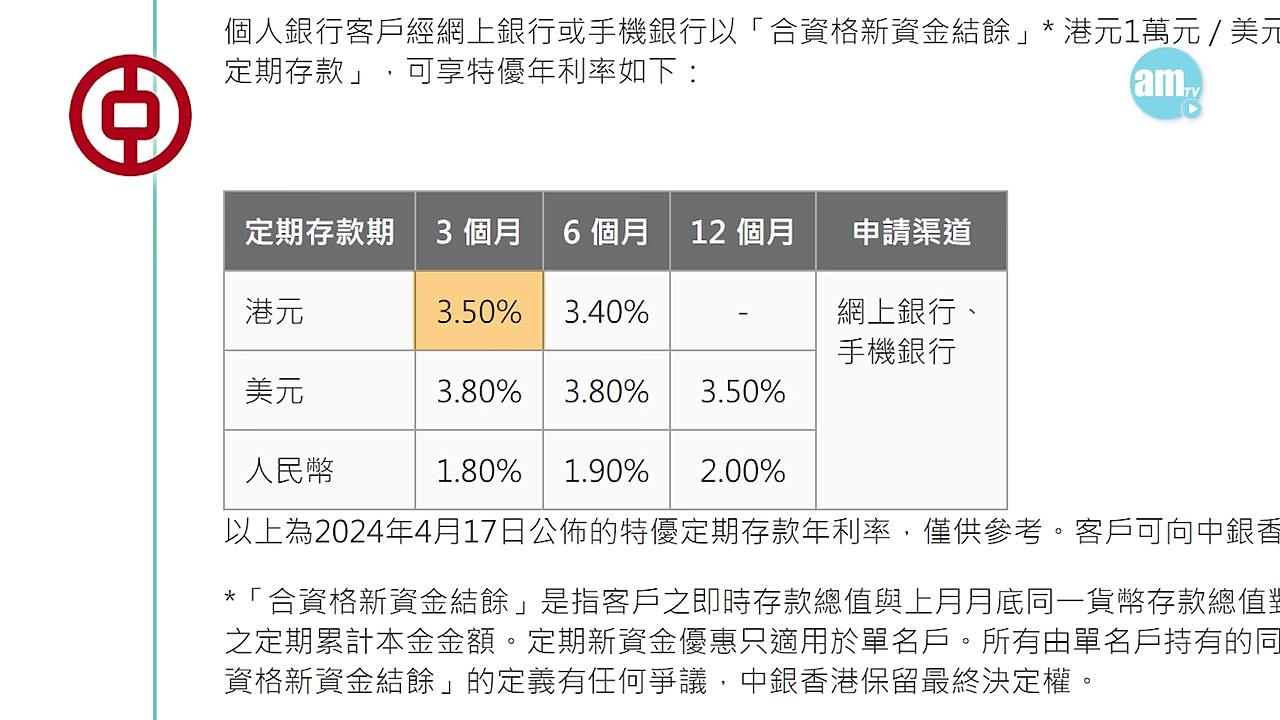 個人銀行客戶經網上銀行或手機銀行以「合資格新資金結餘」* 港元1萬元 / 美元
定期存款」，可享特優年利率如下：
amTV
定期存款期 3 個月 6 個月 12 個月 申請渠道
港元 3.50% 3.40% - 網上銀行、
手機銀行
美元 3.80% 3.80% 3.50%
人民幣 1.80% 1.90% 2.00%
以上為2024年4月17日公佈的特優定期存款年利率，僅供參考。客戶可向中銀香
*「合資格新資金結餘」是指客戶之即時存款總值與上月月底同一貨幣存款總值對
之定期累計本金金額。定期新資金優惠只適用於單名戶。所有由單名戶持有的同
資格新資金結餘」的定義有任何爭議，中銀香港保留最終決定權。